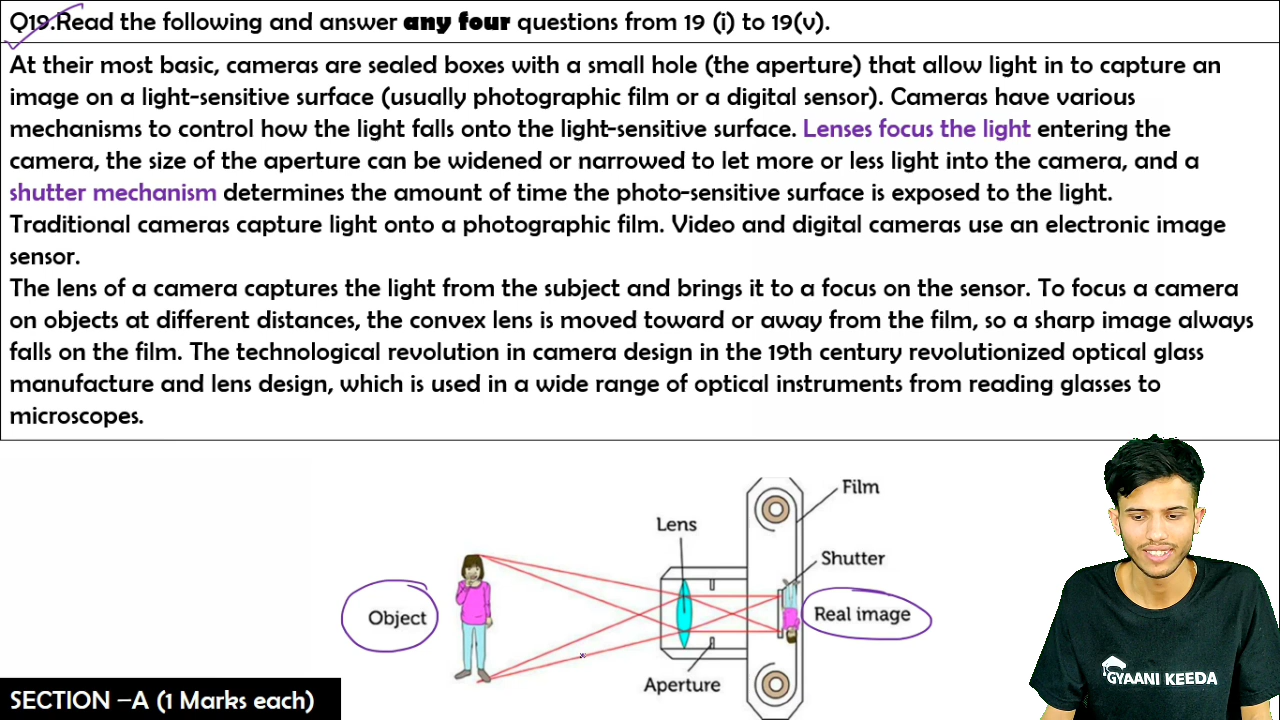 Q19.Read the following and answer any four questions from 19 (i) to 19(v).
At their most basic, cameras are sealed boxes with a small hole (the aperture) that allow light in to capture an
image on a light-sensitive surface (usually photographic film or a digital sensor). Cameras have various
mechanisms to control how the light falls onto the light-sensitive surface. Lenses focus the light entering the
camera, the size of the aperture can be widened or narrowed to let more or less light into the camera, and a
shutter mechanism determines the amount of time the photo-sensitive surface is exposed to the light.
Traditional cameras capture light onto a photographic film. Video and digital cameras use an electronic image
sensor.
The lens of a camera captures the light from the subject and brings it to a focus on the sensor. To focus a camera
on objects at different distances, the convex lens is moved toward or away from the film, so a sharp image always
falls on the film. The technological revolution in camera design in the 19th century revolutionized optical glass
manufacture and lens design, which is used in a wide range of optical instruments from reading glasses to
microscopes.
Film
Lens
Shutter
Object
Real image
Aperture
GYAANI KEEDA
SECTION –A (1 Marks each)